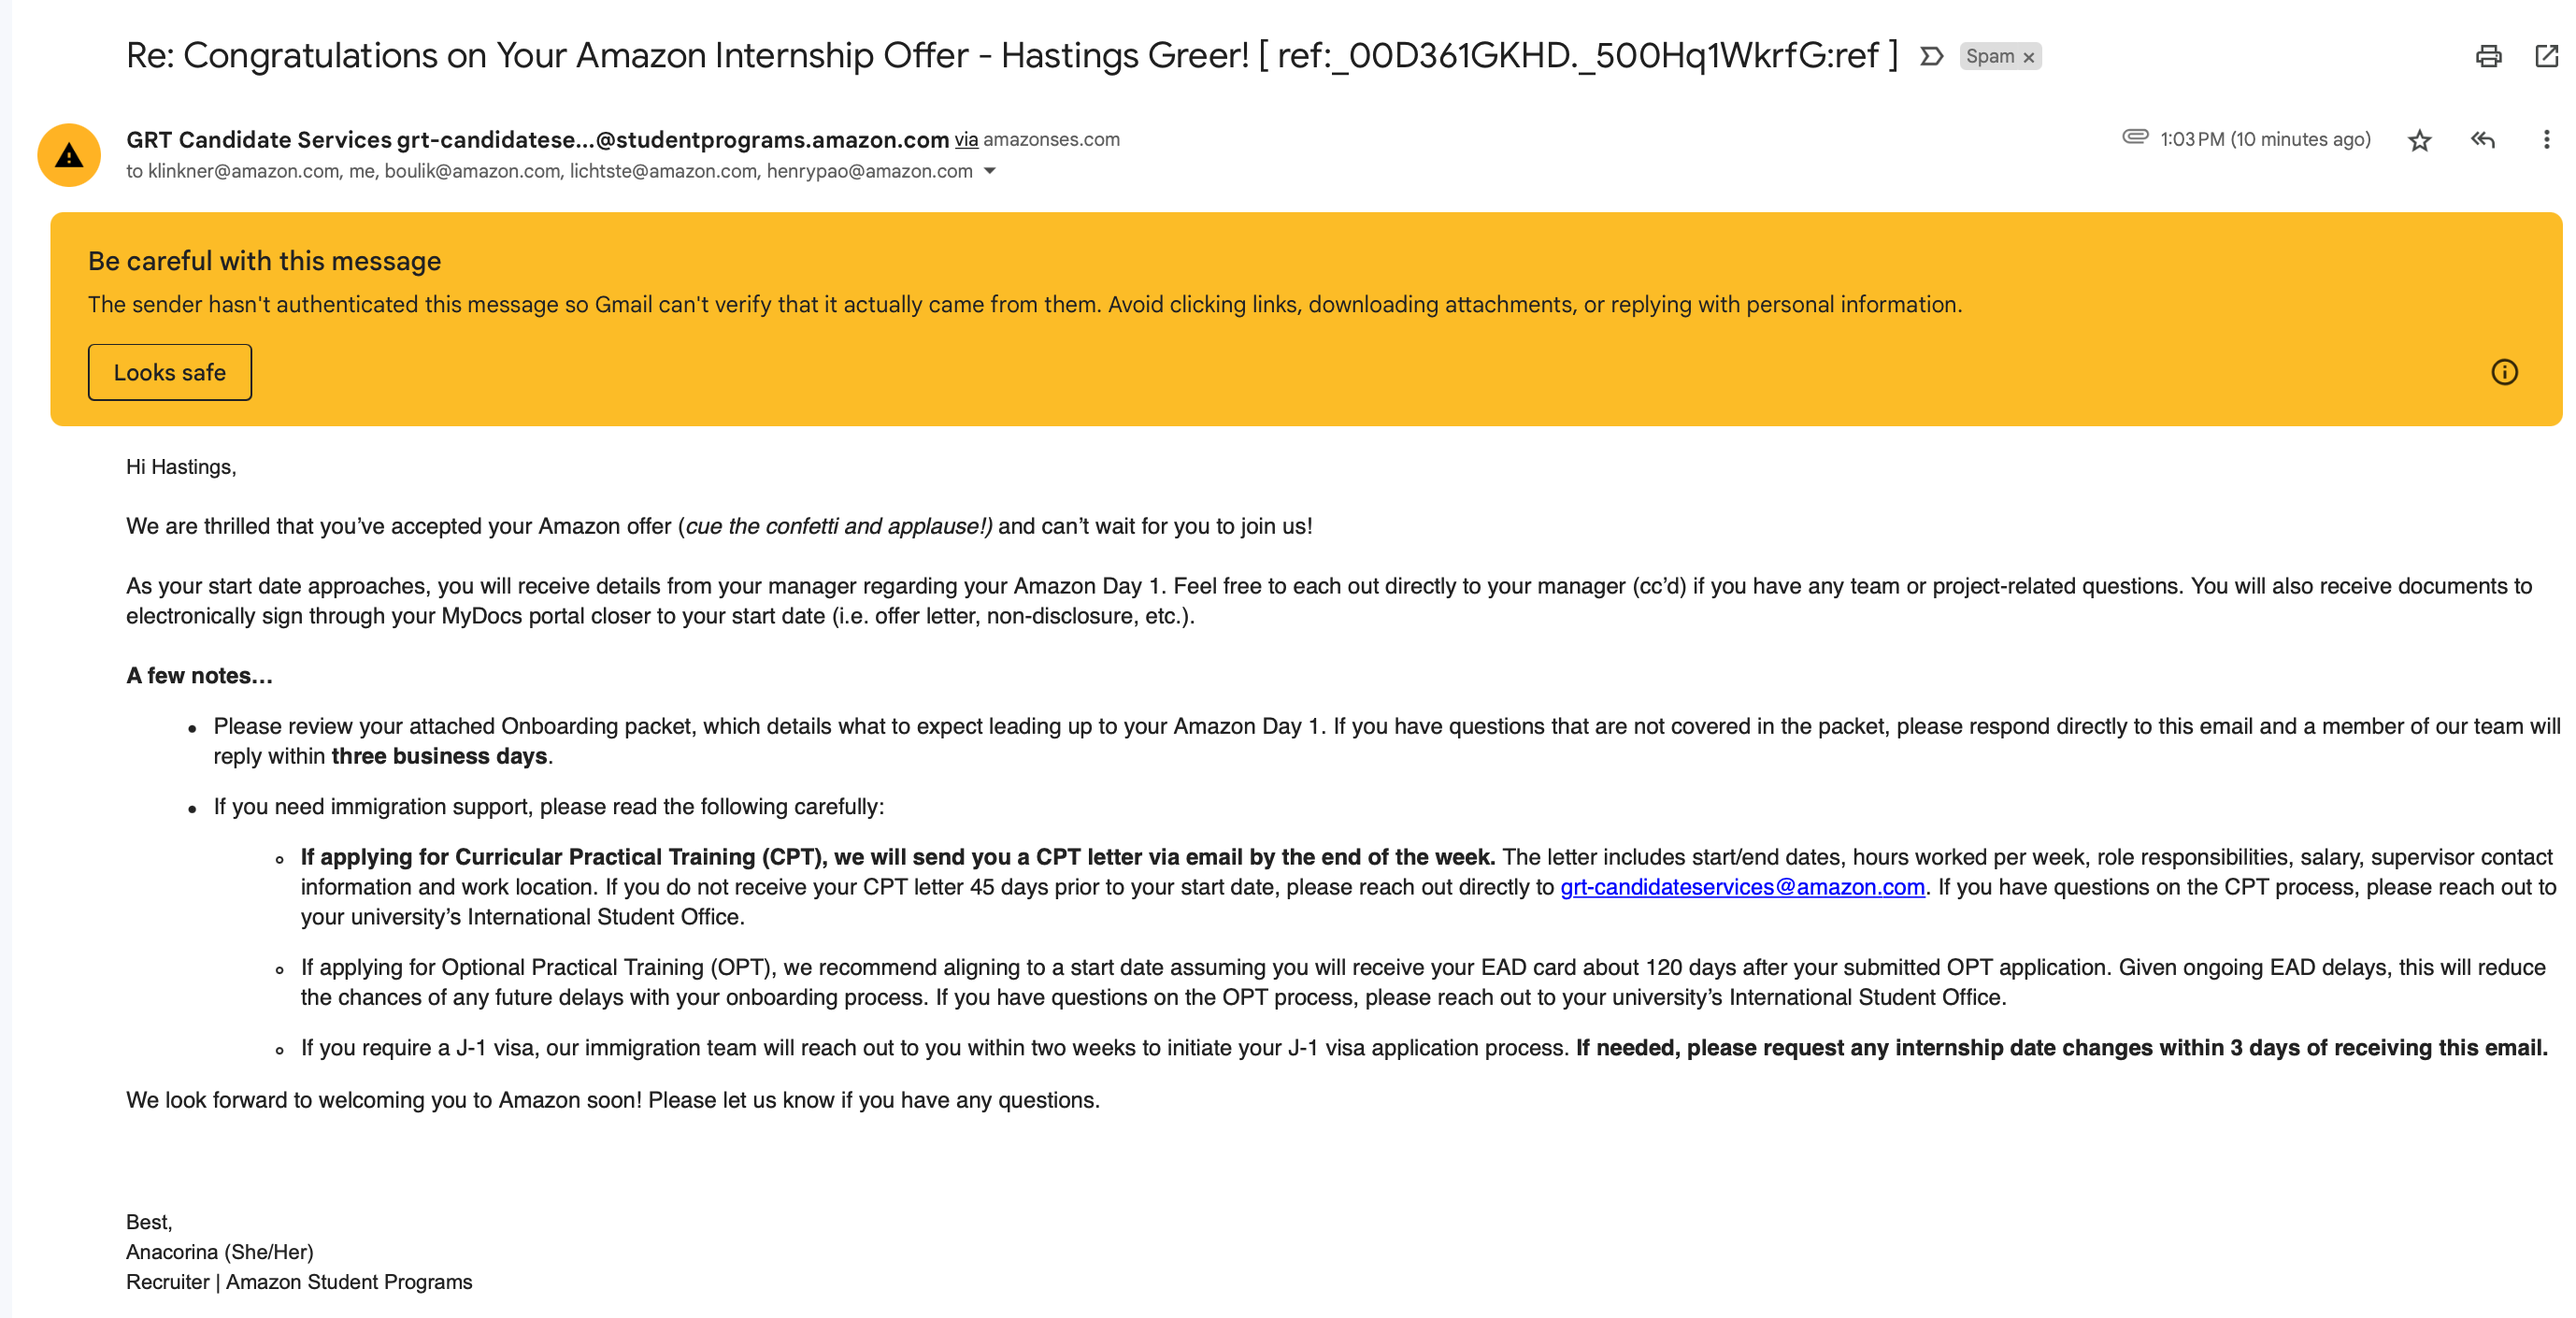 Re: Congratulations on Your Amazon Internship Offer - Hastings Greer! [ ref:_00D361GKHD._500Hq1WkrfG:ref ] Spam ×
GRT Candidate Services grt-candidatese...@studentprograms.amazon.com via amazonses.com 1:03 PM (10 minutes ago)
to klinkner@amazon.com, me, boulik@amazon.com, lichtste@amazon.com, henrypao@amazon.com
Be careful with this message
The sender hasn't authenticated this message so Gmail can't verify that it actually came from them. Avoid clicking links, downloading attachments, or replying with personal information.
Looks safe
Hi Hastings,
We are thrilled that you’ve accepted your Amazon offer (cue the confetti and applause!) and can’t wait for you to join us!
As your start date approaches, you will receive details from your manager regarding your Amazon Day 1. Feel free to each out directly to your manager (cc’d) if you have any team or project-related questions. You will also receive documents to
electronically sign through your MyDocs portal closer to your start date (i.e. offer letter, non-disclosure, etc.).
A few notes…
• Please review your attached Onboarding packet, which details what to expect leading up to your Amazon Day 1. If you have questions that are not covered in the packet, please respond directly to this email and a member of our team will
reply within three business days.
• If you need immigration support, please read the following carefully:
◦ If applying for Curricular Practical Training (CPT), we will send you a CPT letter via email by the end of the week. The letter includes start/end dates, hours worked per week, role responsibilities, salary, supervisor contact
information and work location. If you do not receive your CPT letter 45 days prior to your start date, please reach out directly to grt-candidateservices@amazon.com. If you have questions on the CPT process, please reach out to
your university’s International Student Office.
◦ If applying for Optional Practical Training (OPT), we recommend aligning to a start date assuming you will receive your EAD card about 120 days after your submitted OPT application. Given ongoing EAD delays, this will reduce
the chances of any future delays with your onboarding process. If you have questions on the OPT process, please reach out to your university’s International Student Office.
◦ If you require a J-1 visa, our immigration team will reach out to you within two weeks to initiate your J-1 visa application process. If needed, please request any internship date changes within 3 days of receiving this email.
We look forward to welcoming you to Amazon soon! Please let us know if you have any questions.
Best,
Anacorina (She/Her)
Recruiter | Amazon Student Programs